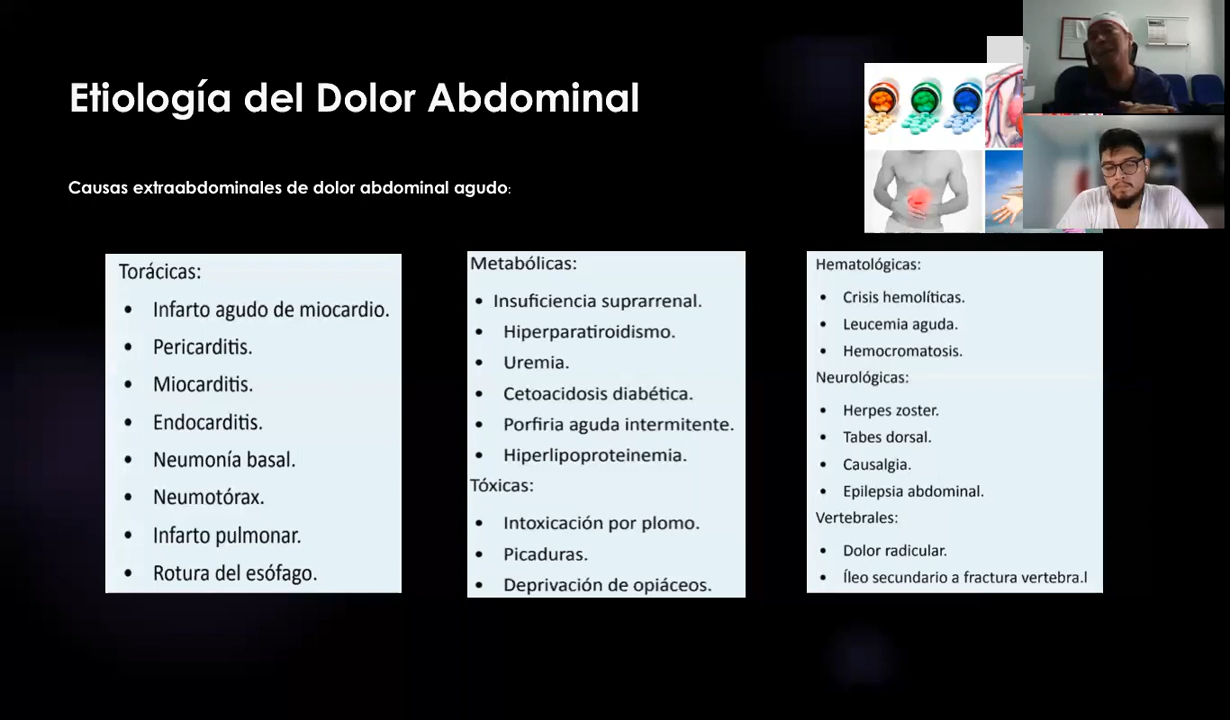 Etiología del Dolor Abdominal
Causas extraabdominales de dolor abdominal agudo:
Torácicas:
• Infarto agudo de miocardio.
• Pericarditis.
• Miocarditis.
• Endocarditis.
• Neumonía basal.
• Neumotórax.
• Infarto pulmonar.
• Rotura del esófago.
Metabólicas:
• Insuficiencia suprarrenal.
• Hiperparatiroidismo.
• Uremia.
• Cetoacidosis diabética.
• Porfiria aguda intermitente.
• Hiperlipoproteinemia.
Tóxicas:
• Intoxicación por plomo.
• Picaduras.
• Deprivación de opiáceos.
Hematológicas:
• Crisis hemolíticas.
• Leucemia aguda.
• Hemocromatosis.
Neurológicas:
• Herpes zoster.
• Tabes dorsal.
• Causalgia.
• Epilepsia abdominal.
Vertebrales:
• Dolor radicular.
• Íleo secundario a fractura vertebra.l